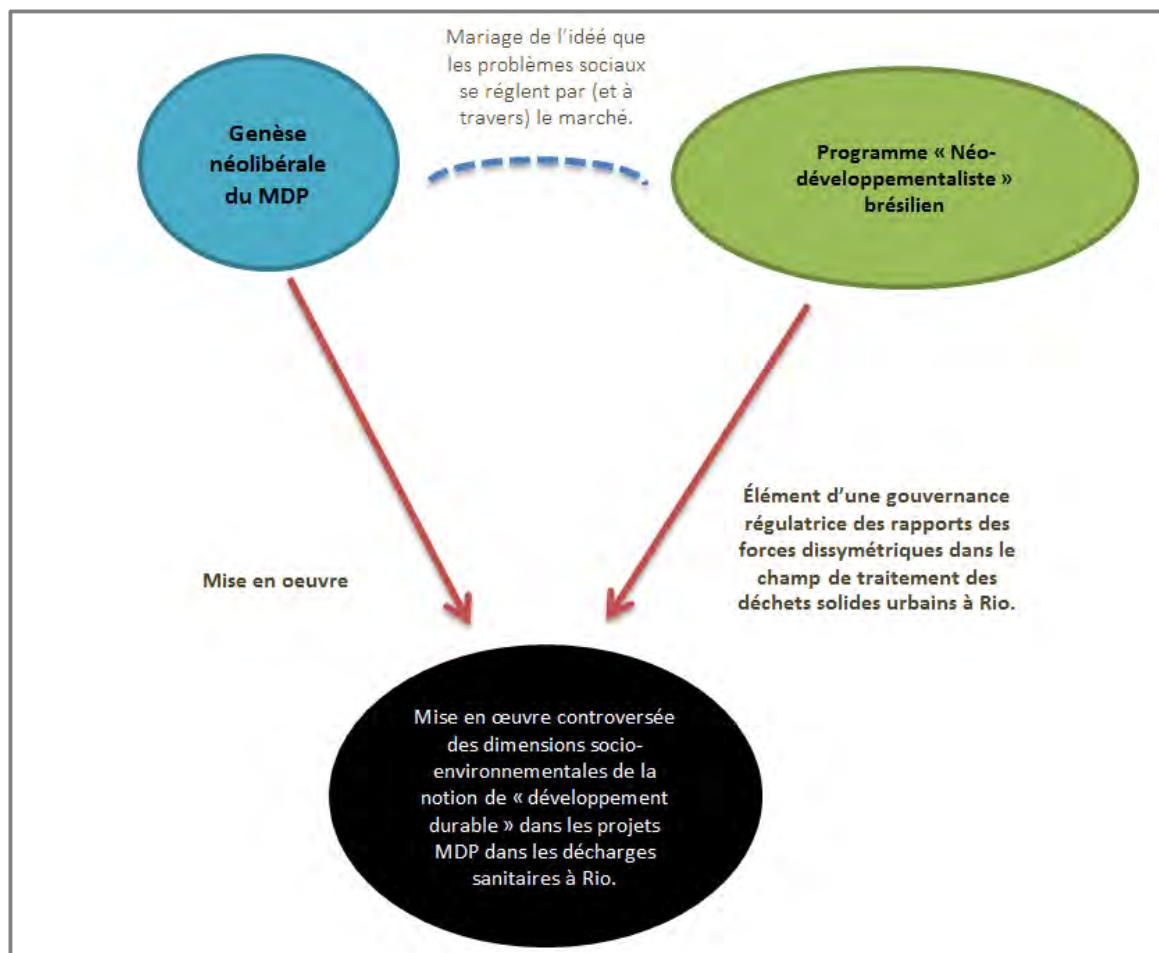 Mariage de l'idéé que
les problèmes sociaux
se réglent par (et à
travers) le marché.
Genèse
néolibérale
du MDP
Programme « Néo-
développementaliste »
brésilien
Élément d'une gouvernance
régulatrice des rapports des
forces dissymétriques dans le
champ de traitement des
déchets solides urbains à Rio.
Mise en oeuvre
Mise en œuvre controversée
des dimensions socio-
environnementales de la
notion de « développement
durable » dans les projets
MDP dans les décharges
sanitaires à Rio.